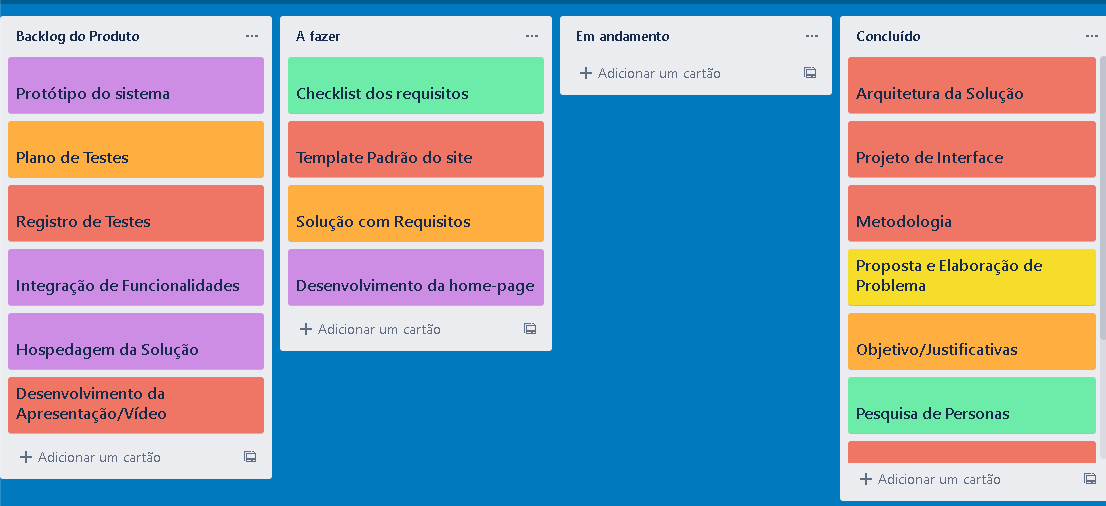 Backlog do Produto
Protótipo do sistema
Plano de Testes
Registro de Testes
Integração de Funcionalidades
Hospedagem da Solução
Desenvolvimento da
Apresentação/Vídeo
Adicionar um cartão
A fazer
Checklist dos requisitos
Template Padrão do site
Solução com Requisitos
Desenvolvimento da home-page
Adicionar um cartão
Em andamento
Adicionar um cartão
Concluído
Arquitetura da Solução
Projeto de Interface
Metodologia
Proposta e Elaboração de
Problema
Objetivo/Justificativas
Pesquisa de Personas
Adicionar um cartão